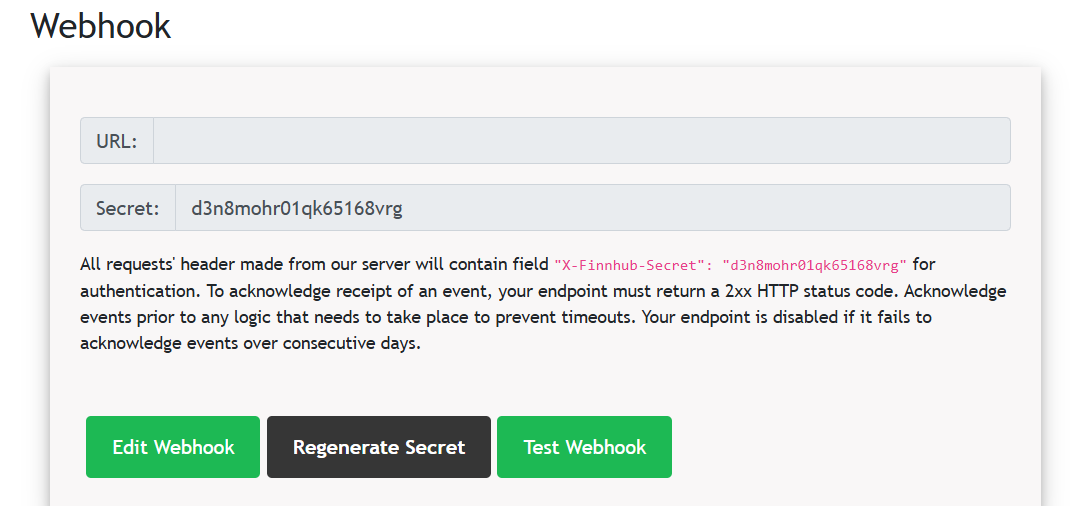 Webhook
URL:
Secret: d3n8mohr01qk65168vrg
All requests' header made from our server will contain field "X-Finnhub-Secret": "d3n8mohr01qk65168vrg" for
authentication. To acknowledge receipt of an event, your endpoint must return a 2xx HTTP status code. Acknowledge
events prior to any logic that needs to take place to prevent timeouts. Your endpoint is disabled if it fails to
acknowledge events over consecutive days.
Edit Webhook Regenerate Secret Test Webhook